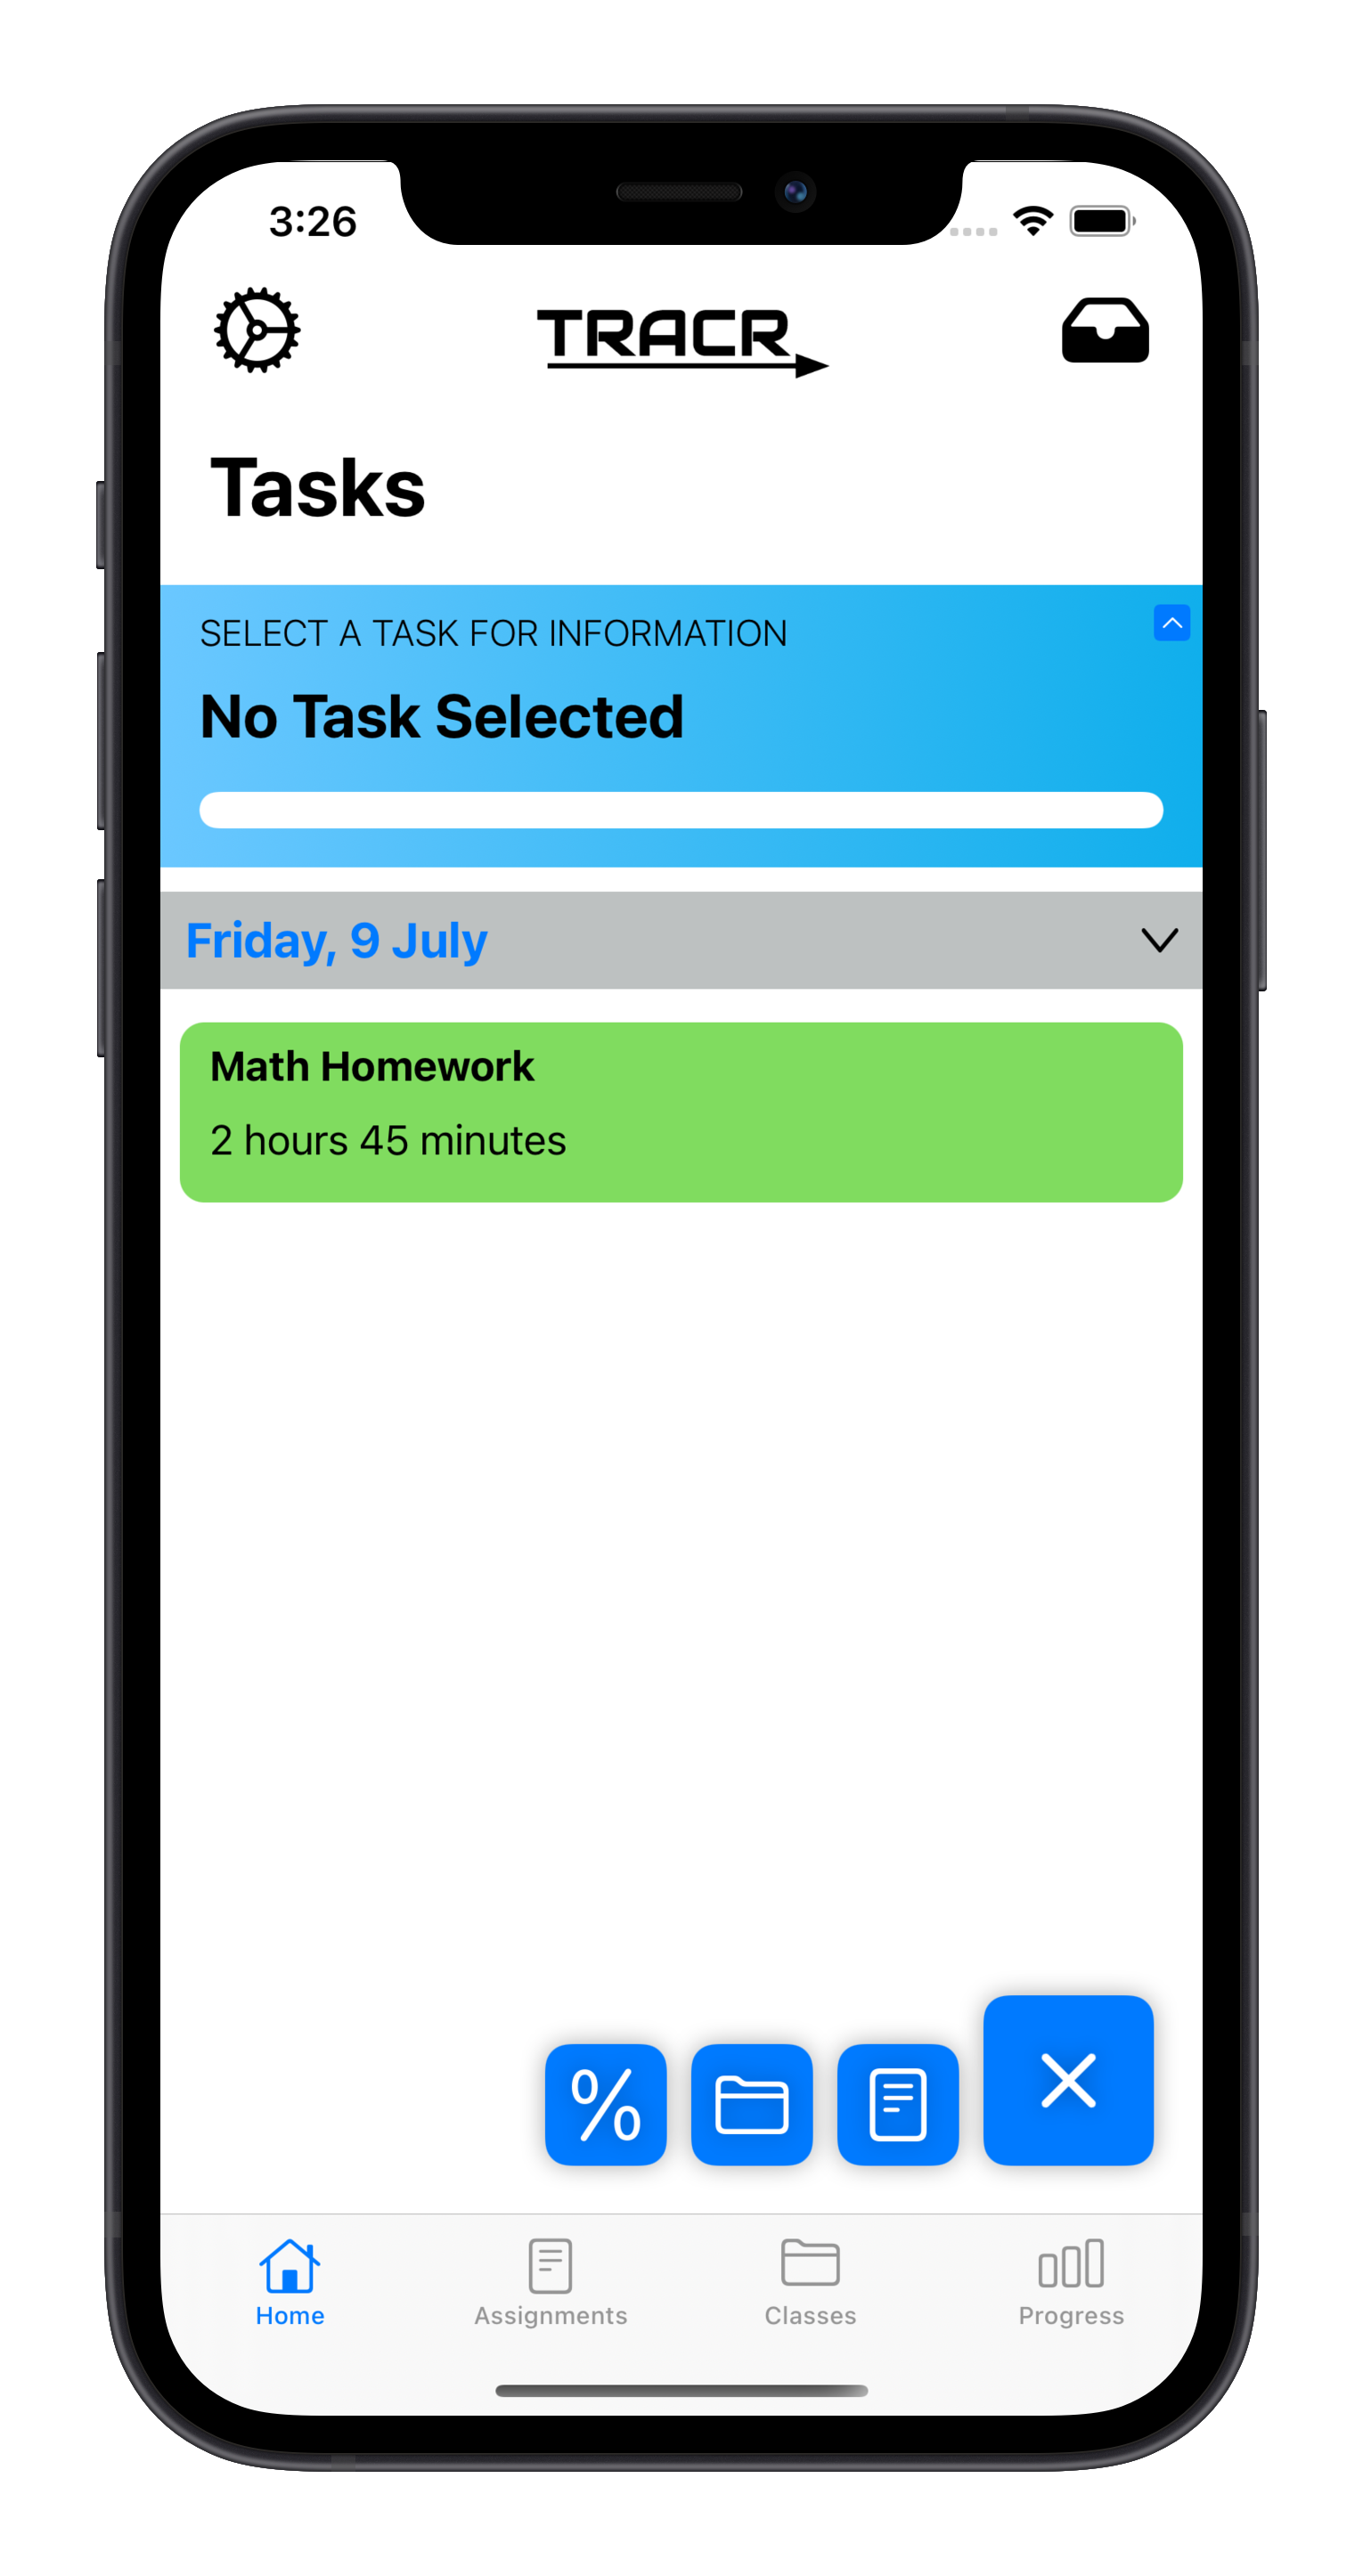 3:26
TRACR
Tasks
SELECT A TASK FOR INFORMATION
No Task Selected
Friday, 9 July
Math Homework
2 hours 45 minutes
%
Home
Assignments
Classes
Progress